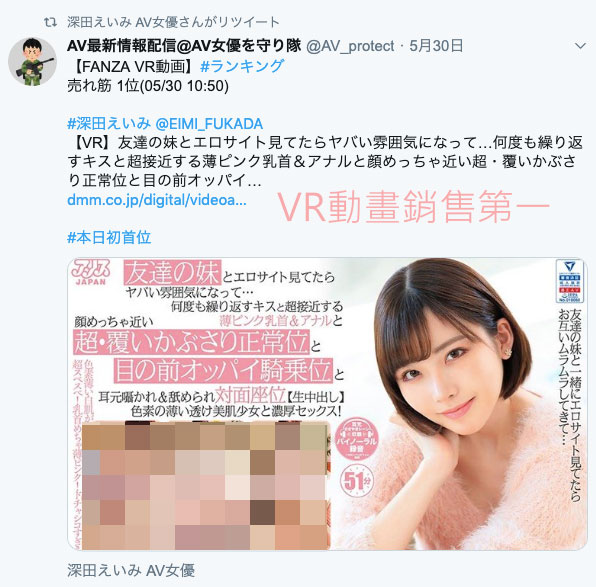 深田えいみ AV女優さんがリツイート
AV最新情報配信@AV女優を守り隊 @AV_protect · 5月30日
【FANZA VR動画】#ランキング
売れ筋 1位(05/30 10:50)
#深田えいみ @EIMI_FUKADA
【VR】友達の妹とエロサイト見てたらヤバい雰囲気になって…何度も繰り返
すキスと超接近する薄ピンク乳首＆アナルと顔めっちゃ近い超・覆いかぶさ
り正常位と目の前オッパイ…
dmm.co.jp/digital/videoa...
VR動畫銷售第一
#本日初首位
アリス
JAPAN
友達の妹とエロサイト見てたら
ヤバい雰囲気になって…
何度も繰り返すキスと超接近する
薄ピンク乳首＆アナルと
顔めっちゃ近い
超・覆いかぶさり正常位と
目の前オッパイ騎乗位と
耳元囁かれ＆舐められ対面座位【生中出し】
色素の薄い透け美肌少女と濃厚セックス！
バイノーラル
録音
51分
友達の妹と一緒にエロサイト見てたら
お互いムラムラしてきて…
深田えいみ AV女優